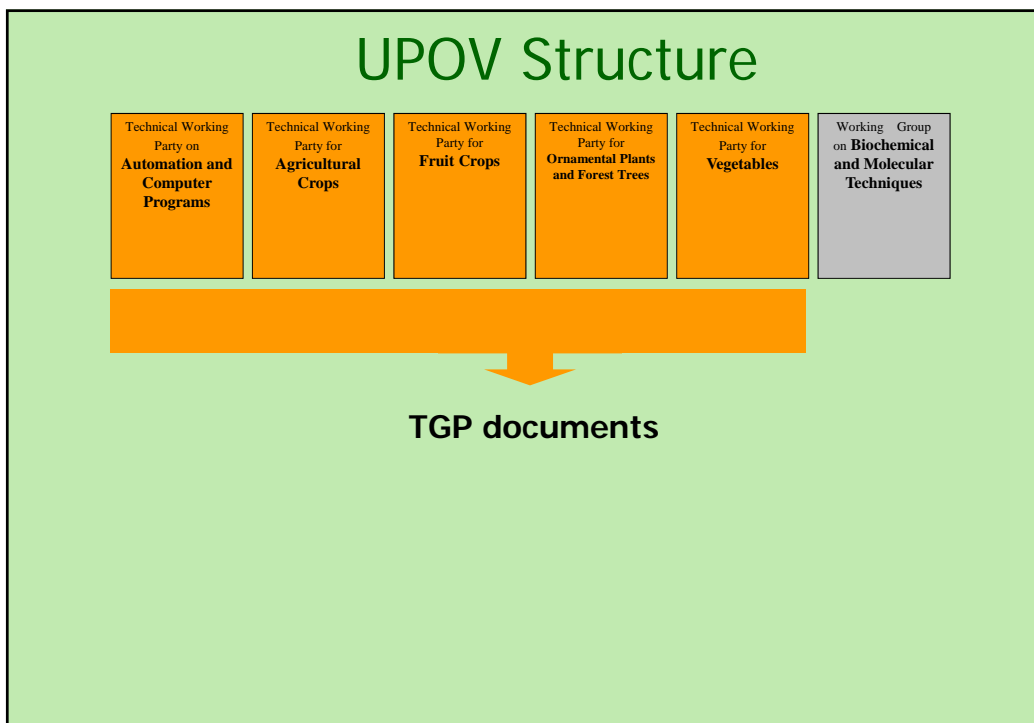 UPOV Structure
Technical Working
Party on
Automation and
Computer
Programs
Technical Working
Party for
Agricultural
Crops
Technical Working
Party for
Fruit Crops
Technical Working
Party for
Ornamental Plants
and Forest Trees
Technical Working
Party for
Vegetables
Working Group
on Biochemical
and Molecular
Techniques
TGP documents